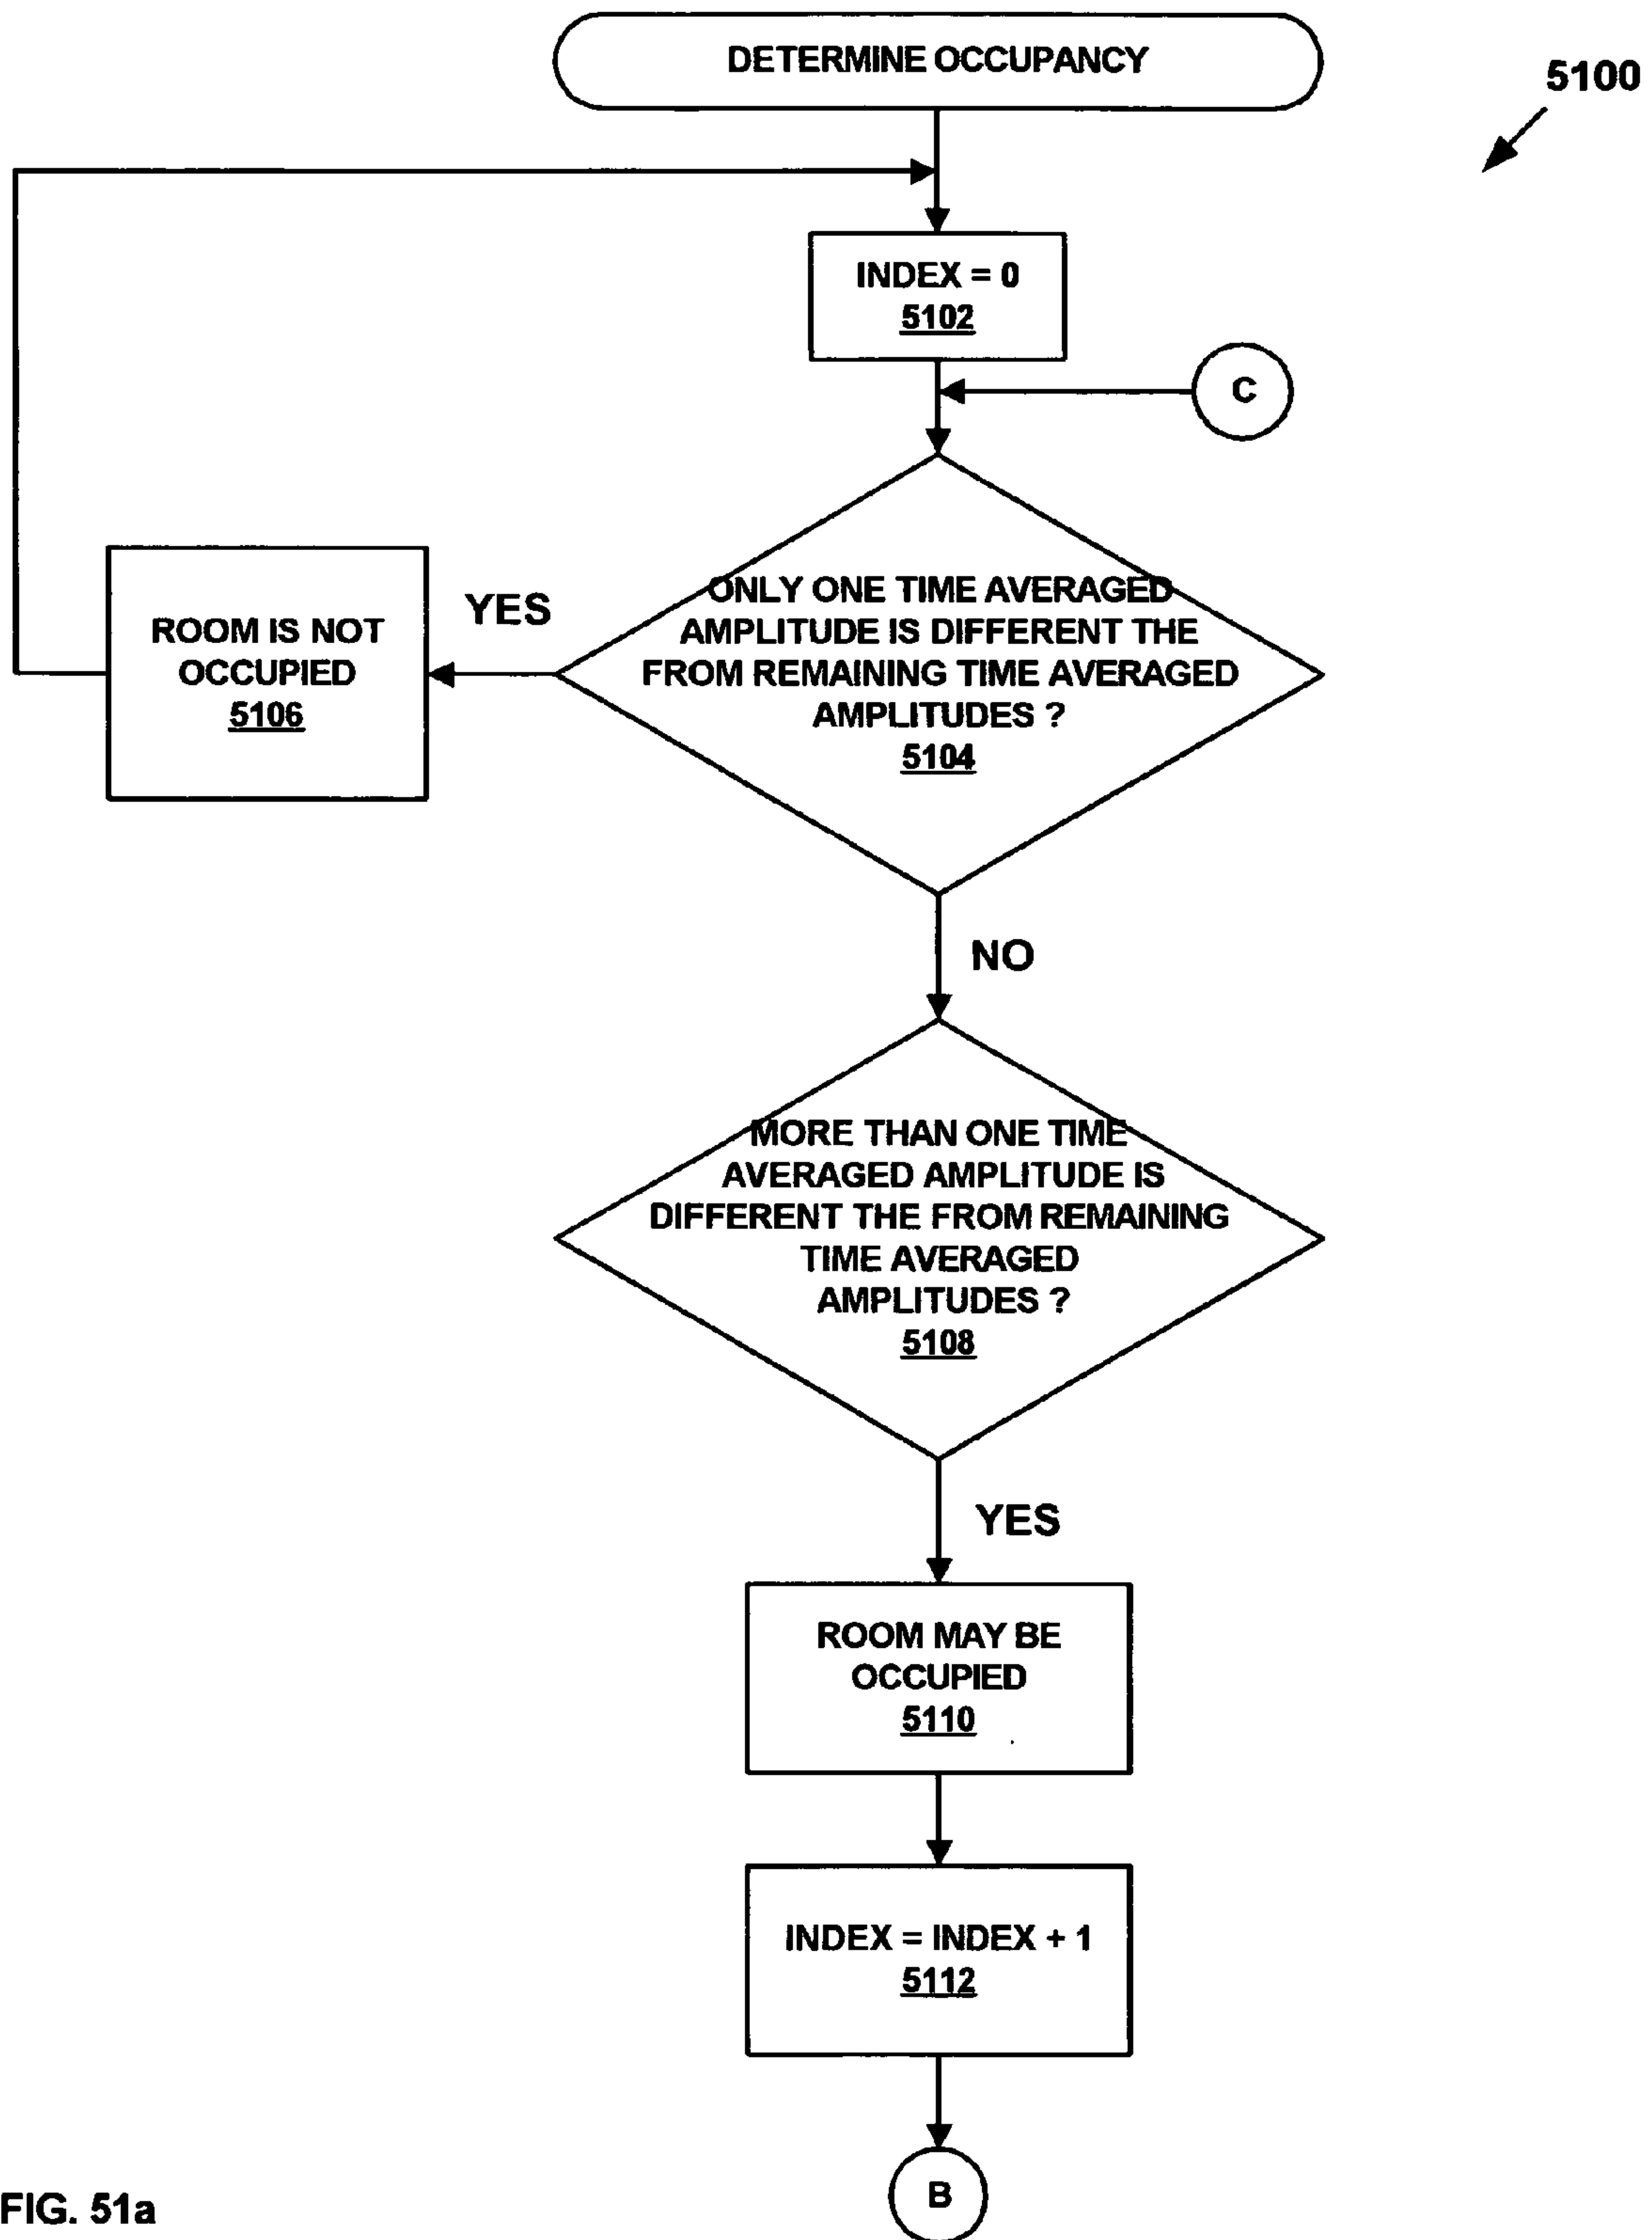 DETERMINE OCCUPANCY
5100
INDEX = 0
5102
C
ONLY ONE TIME AVERAGED
AMPLITUDE IS DIFFERENT THE
FROM REMAINING TIME AVERAGED
AMPLITUDES ?
5104
YES
ROOM IS NOT
OCCUPIED
5106
NO
MORE THAN ONE TIME
AVERAGED AMPLITUDE IS
DIFFERENT THE FROM REMAINING
TIME AVERAGED
AMPLITUDES ?
5108
YES
ROOM MAY BE
OCCUPIED
5110
INDEX = INDEX + 1
5112
B
FIG. 51a